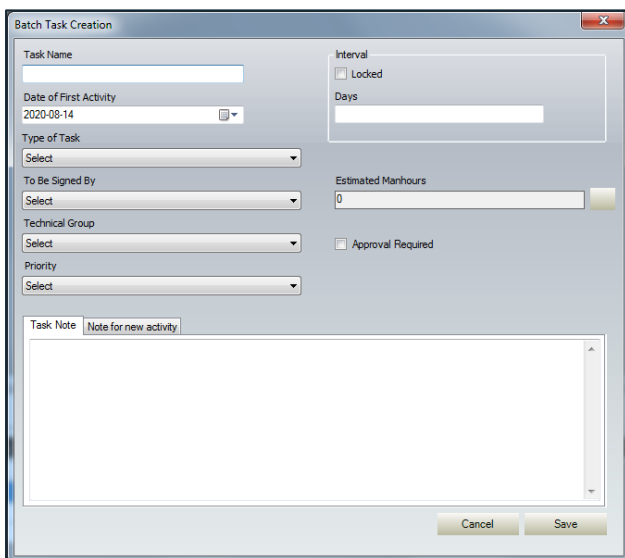 Batch Task Creation
Task Name
Interval
Locked
Date of First Activity
Days
2020-08-14
Type of Task
Select
To Be Signed By
Estimated Manhours
Select
0
Technical Group
Select
Approval Required
Priority
Select
Task Note
Note for new activity
Cancel
Save